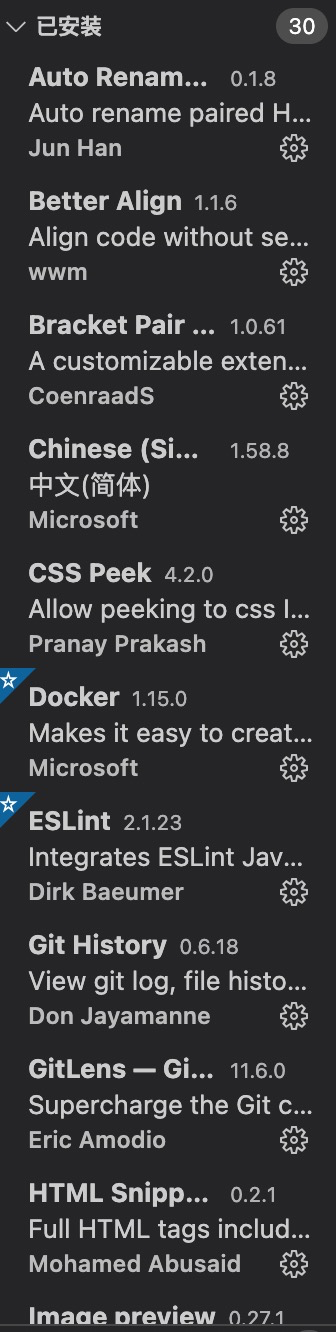 已安装 30
Auto Renam... 0.1.8
Auto rename paired H...
Jun Han
Better Align 1.1.6
Align code without se...
wwm
Bracket Pair ... 1.0.61
A customizable exten...
CoenraadS
Chinese (Si... 1.58.8
中文(简体)
Microsoft
CSS Peek 4.2.0
Allow peeking to css I...
Pranay Prakash
Docker 1.15.0
Makes it easy to creat...
Microsoft
ESLint 2.1.23
Integrates ESLint Jav...
Dirk Baeumer
Git History 0.6.18
View git log, file histo...
Don Jayamanne
GitLens — Gi... 11.6.0
Supercharge the Git c...
Eric Amodio
HTML Snipp... 0.2.1
Full HTML tags includ...
Mohamed Abusaid
Image preview 0.27.1